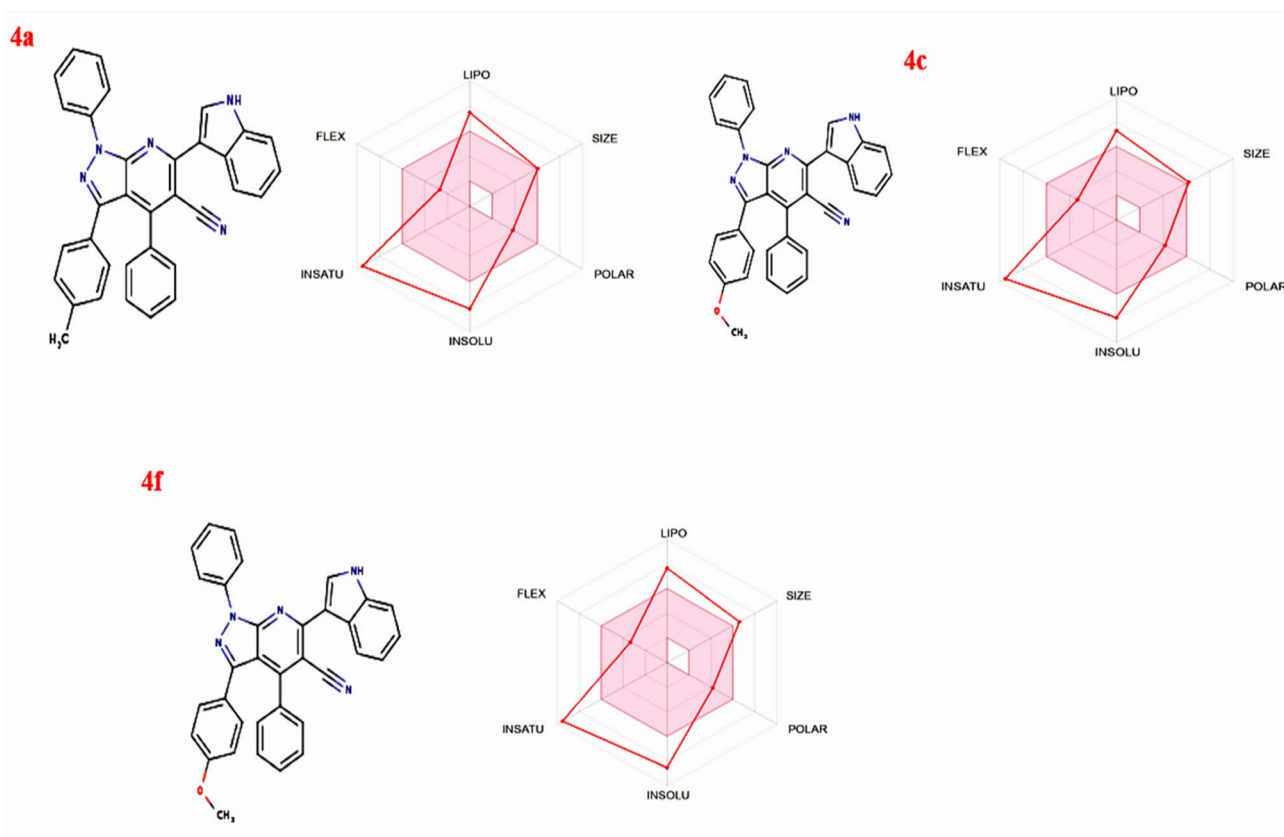 4a
NH
N
N
N
N
H₃C
LIPO
FLEX
SIZE
INSATU
POLAR
INSOLU
4c
NH
N
N
N
N
O
CH₃
LIPO
FLEX
SIZE
INSATU
POLAR
INSOLU
4f
NH
N
N
N
N
O
CH₃
LIPO
FLEX
SIZE
INSATU
POLAR
INSOLU